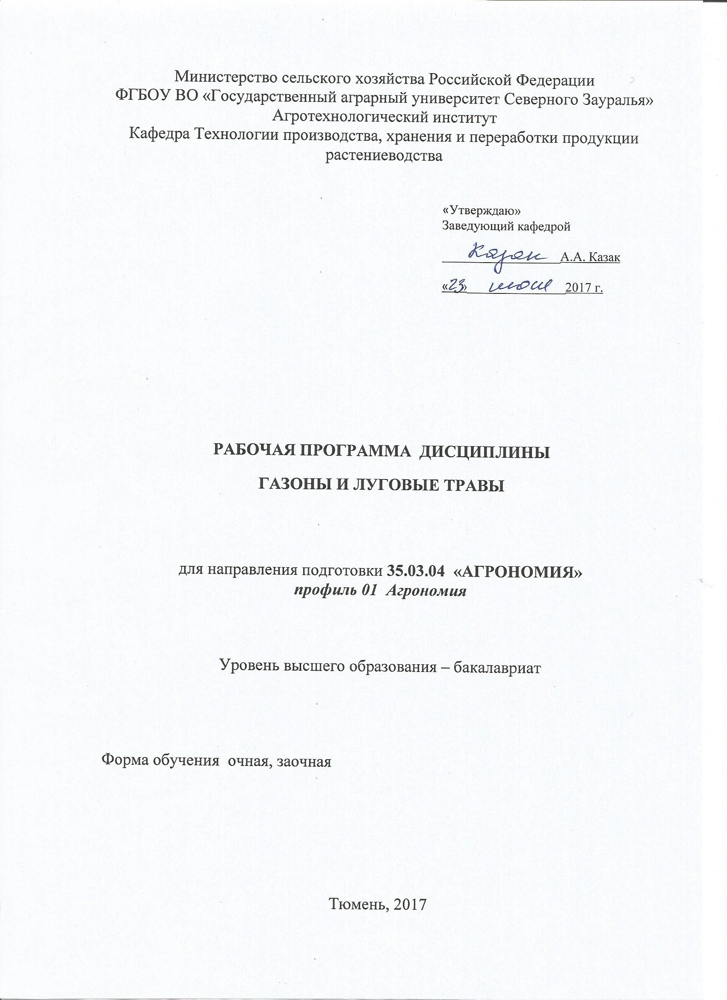 Министерство сельского хозяйства Российской Федерации
ФГБОУ ВО «Государственный аграрный университет Северного Зауралья»
Агротехнологический институт
Кафедра Технологии производства, хранения и переработки продукции
растениеводства
«Утверждаю»
Заведующий кафедрой
Казак А.А. Казак
«23» 2017 г.
РАБОЧАЯ ПРОГРАММА ДИСЦИПЛИНЫ
ГАЗОНЫ И ЛУГОВЫЕ ТРАВЫ
для направления подготовки 35.03.04 «АГРОНОМИЯ»
профиль 01 Агрономия
Уровень высшего образования – бакалавриат
Форма обучения очная, заочная
Тюмень, 2017